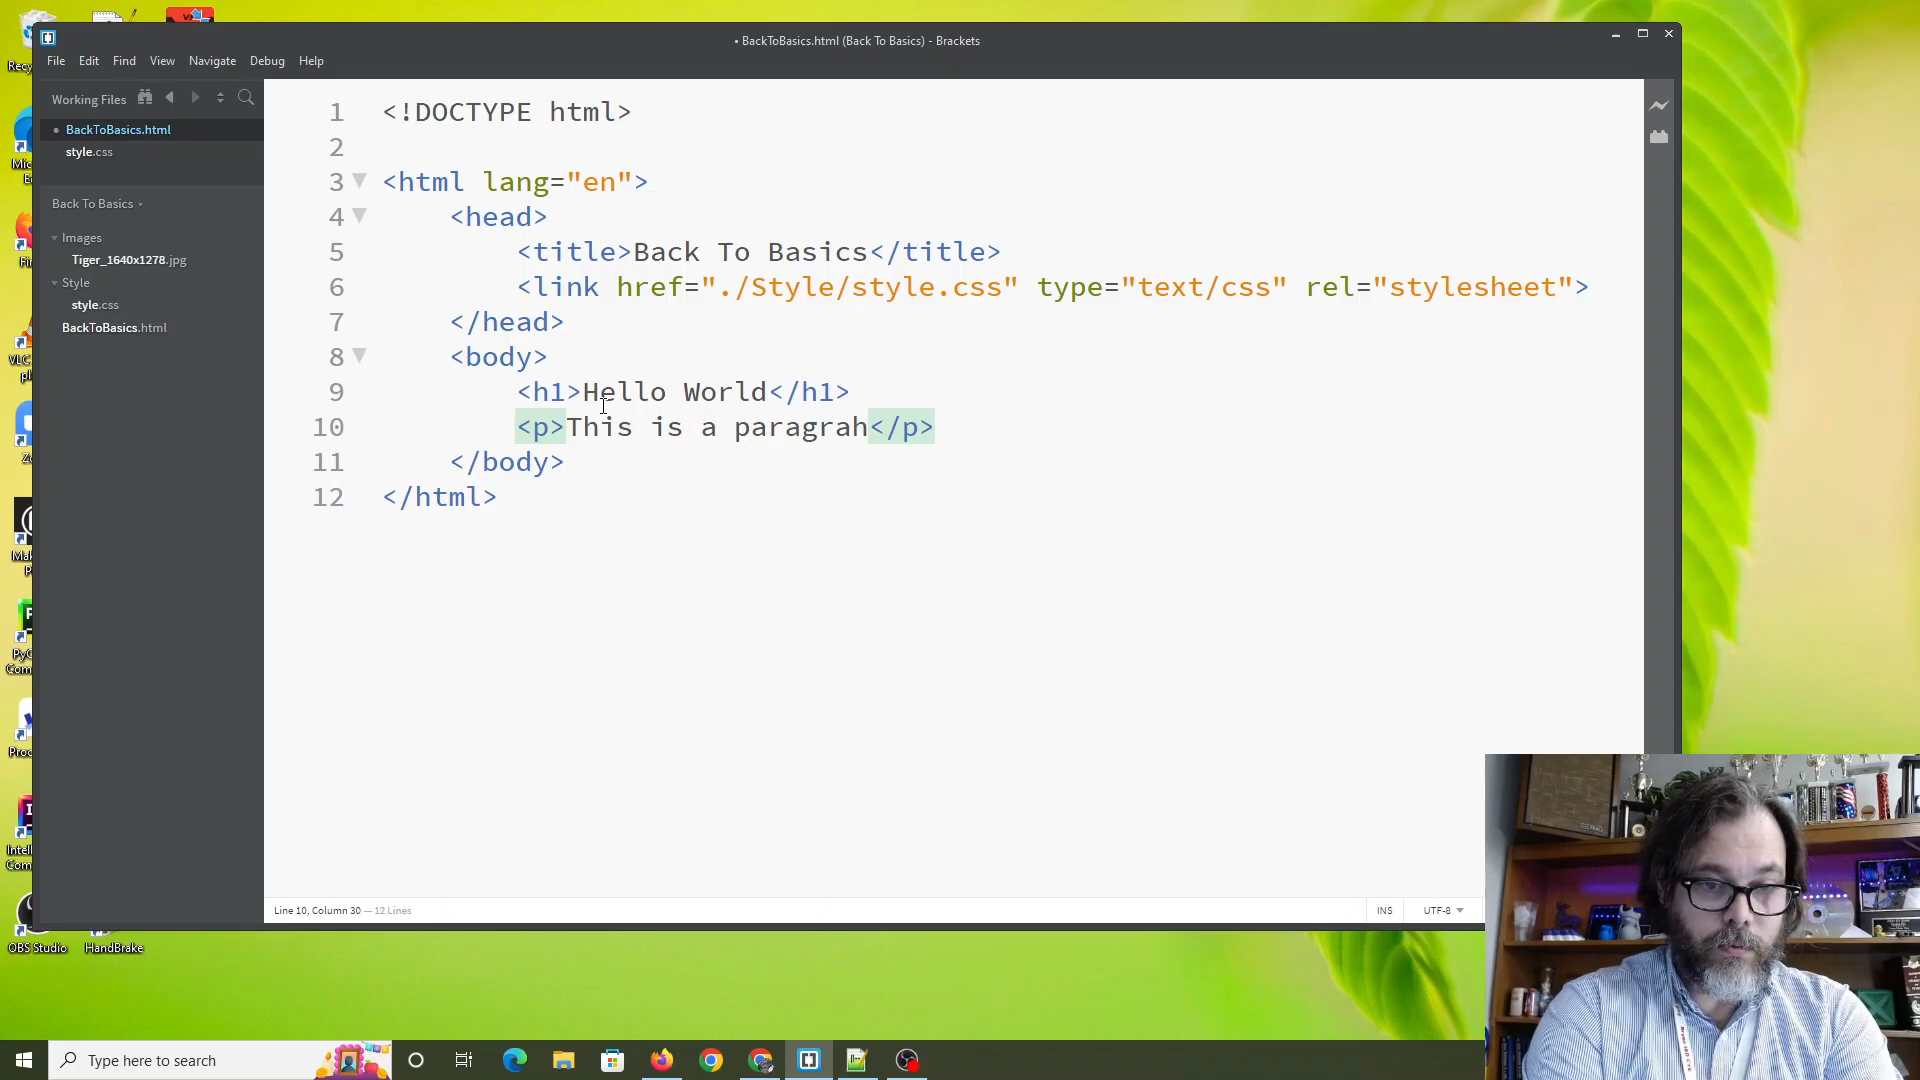 • BackToBasics.html (Back To Basics) - Brackets
File Edit Find View Navigate Debug Help
Working Files
• BackToBasics.html
style.css
Back To Basics
Images
Tiger_1640x1278.jpg
Style
style.css
BackToBasics.html
1 <!DOCTYPE html>
2
3 <html lang="en">
4 <head>
5 <title>Back To Basics</title>
6 <link href="./Style/style.css" type="text/css" rel="stylesheet">
7 </head>
8 <body>
9 <h1>Hello World</h1>
10 <p>This is a paragrah</p>
11 </body>
12 </html>
Line 10, Column 30 — 12 Lines
INS
UTF-8
OBS Studio
HandBrake
Type here to search